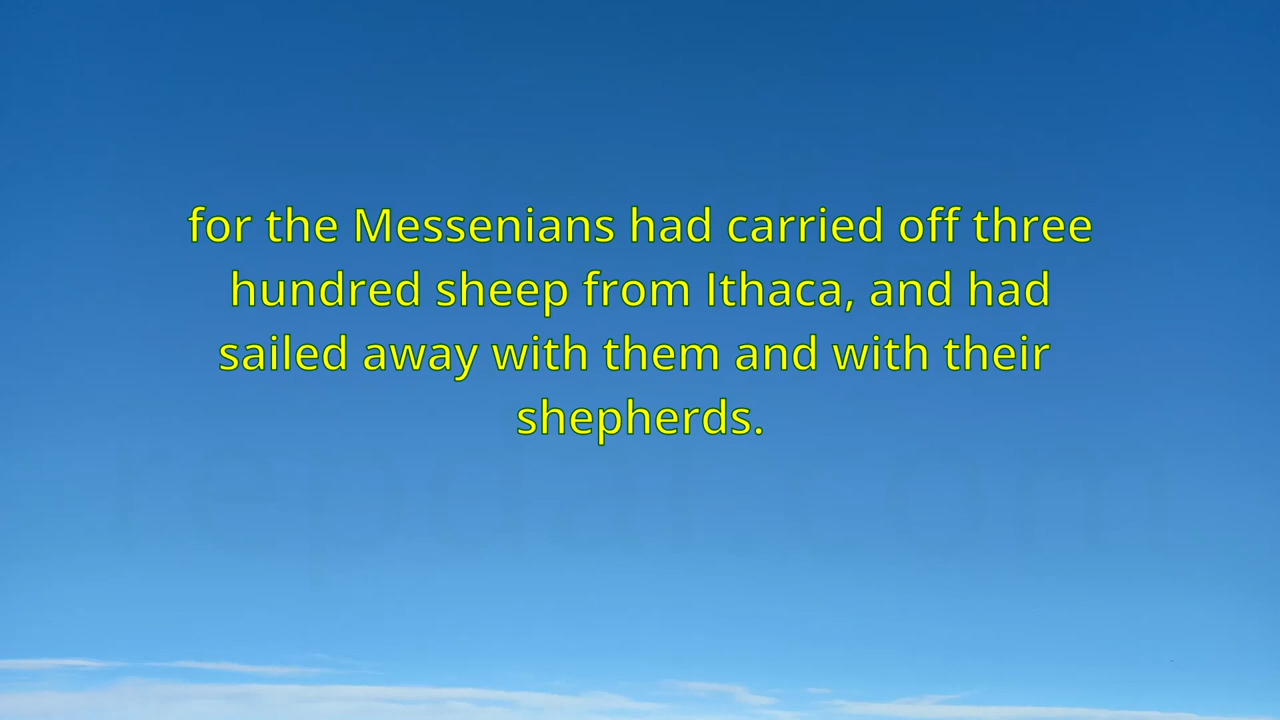 for the Messenians had carried off three
hundred sheep from Ithaca, and had
sailed away with them and with their
shepherds.